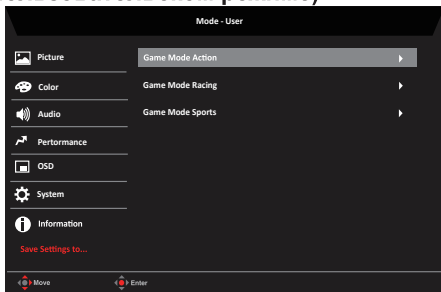 Mode - User
Picture
Game Mode Action
Color
Game Mode Racing
Audio
Game Mode Sports
Pertormance
OSD
System
Information
Save Settings to...
Move
Enter